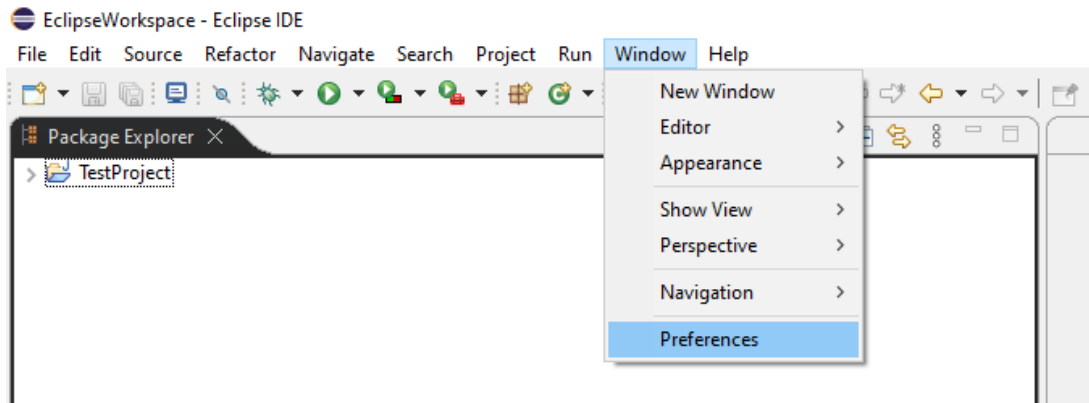 EclipseWorkspace - Eclipse IDE
File Edit Source Refactor Navigate Search Project Run Window Help
New Window
Editor
Appearance
Show View
Perspective
Navigation
Preferences
Package Explorer
TestProject